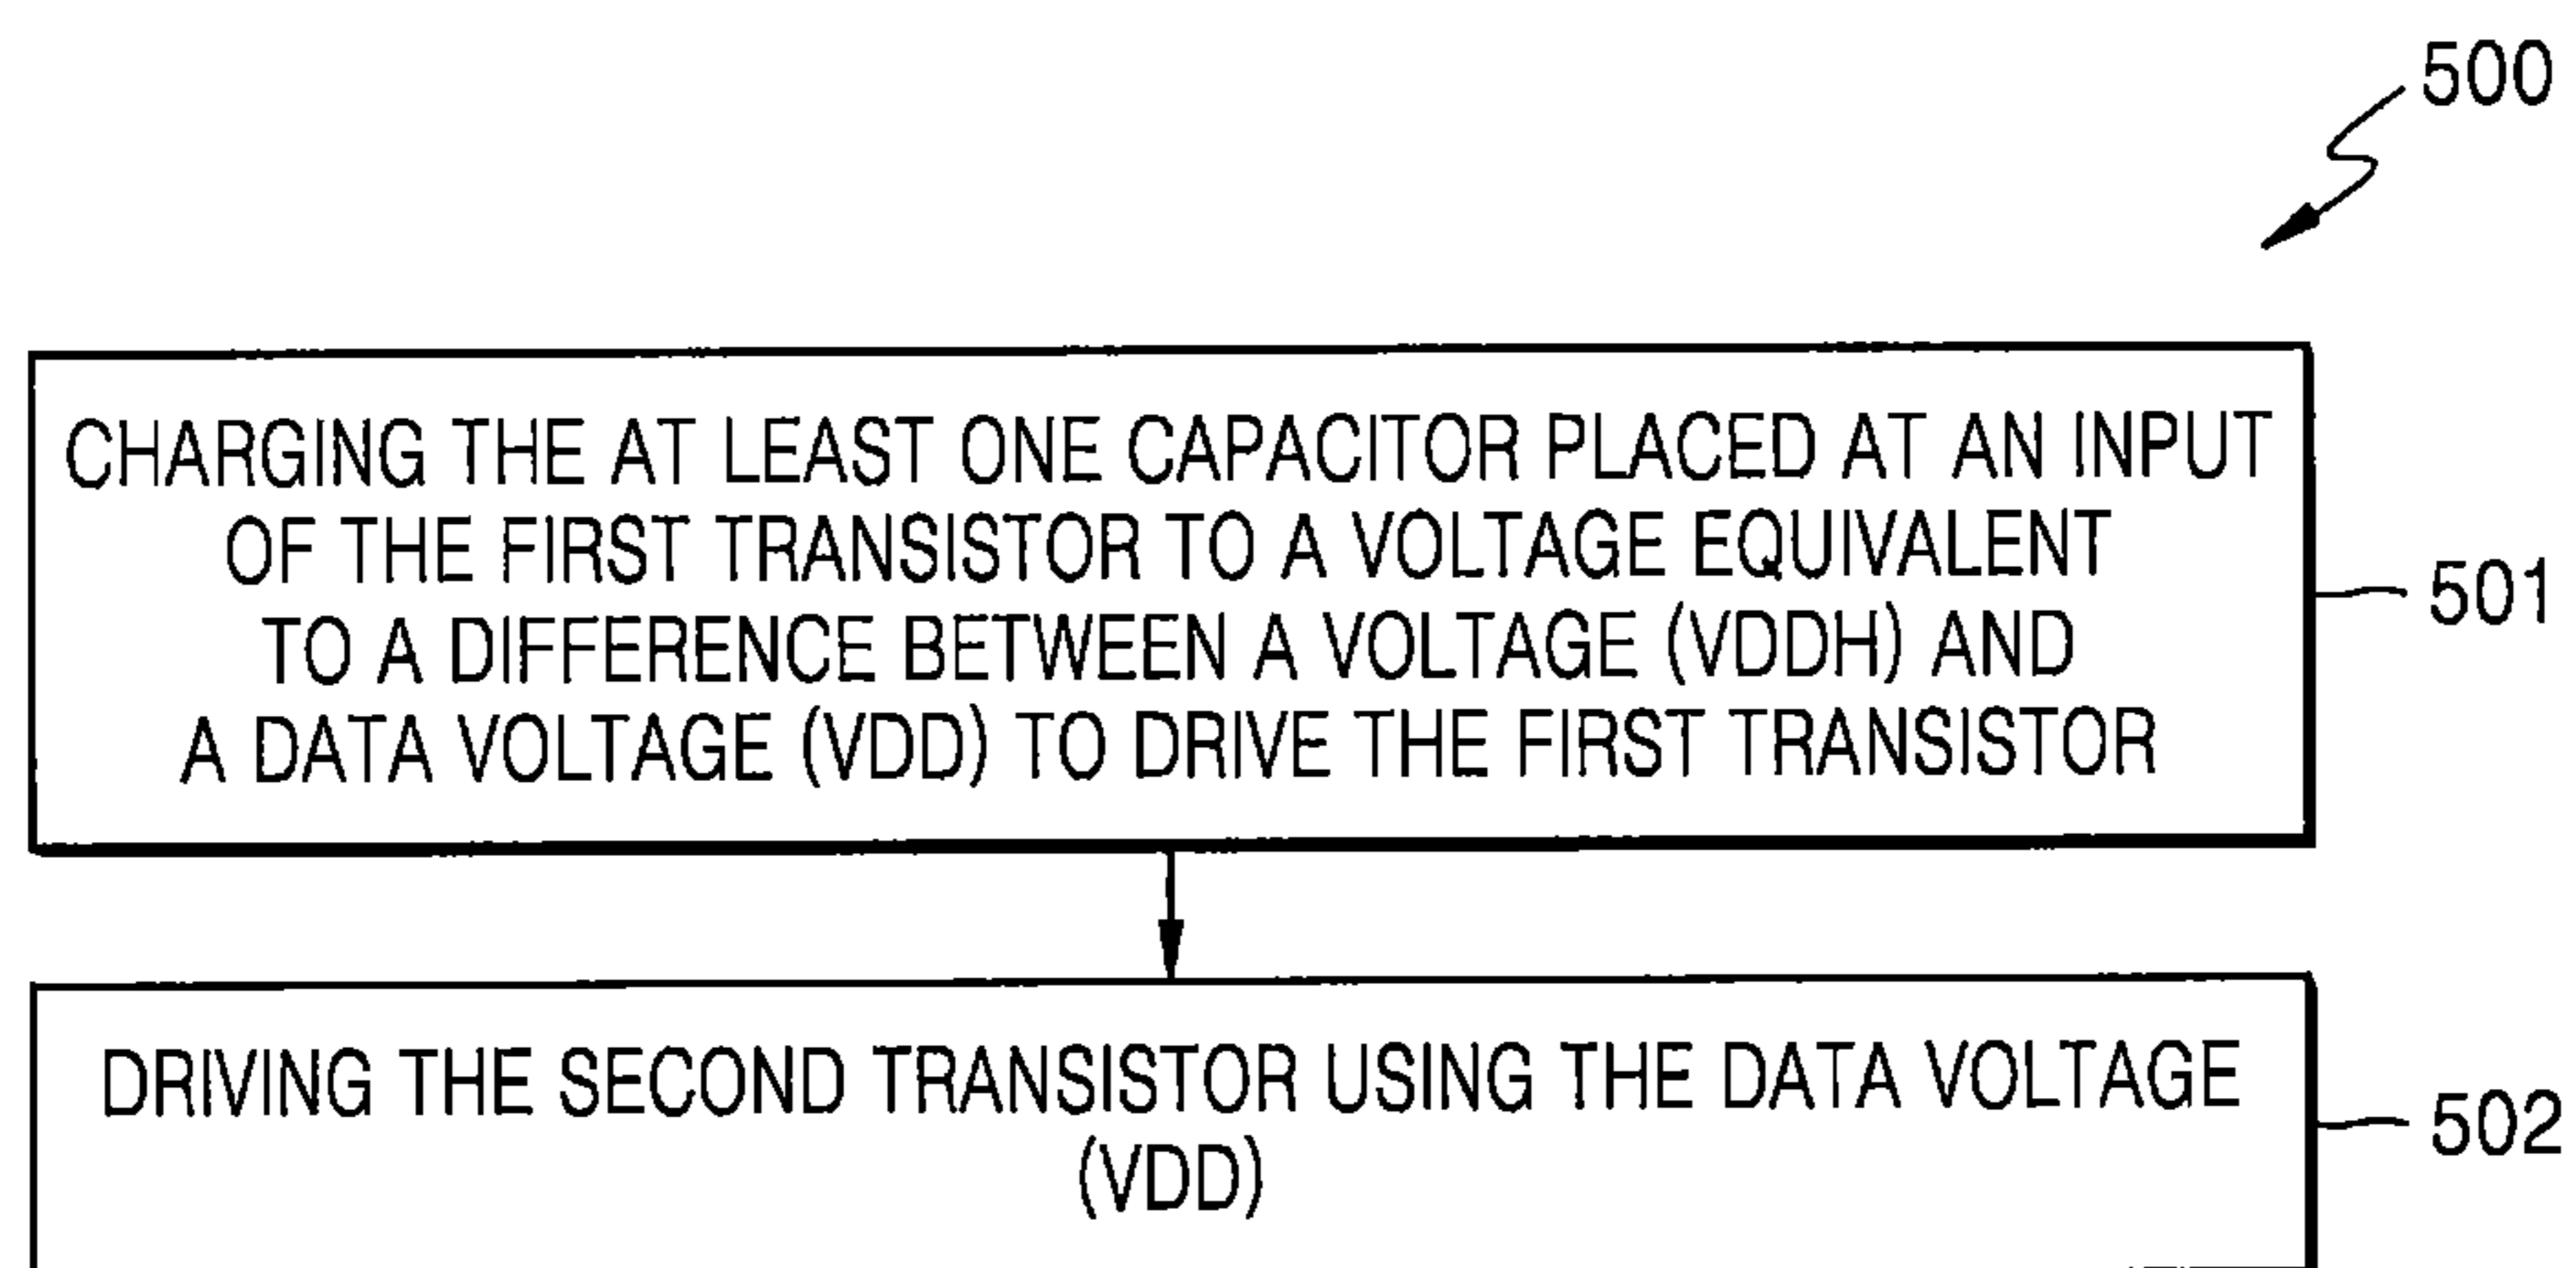 500
CHARGING THE AT LEAST ONE CAPACITOR PLACED AT AN INPUT
OF THE FIRST TRANSISTOR TO A VOLTAGE EQUIVALENT
TO A DIFFERENCE BETWEEN A VOLTAGE (VDDH) AND
A DATA VOLTAGE (VDD) TO DRIVE THE FIRST TRANSISTOR
501
DRIVING THE SECOND TRANSISTOR USING THE DATA VOLTAGE
(VDD)
502